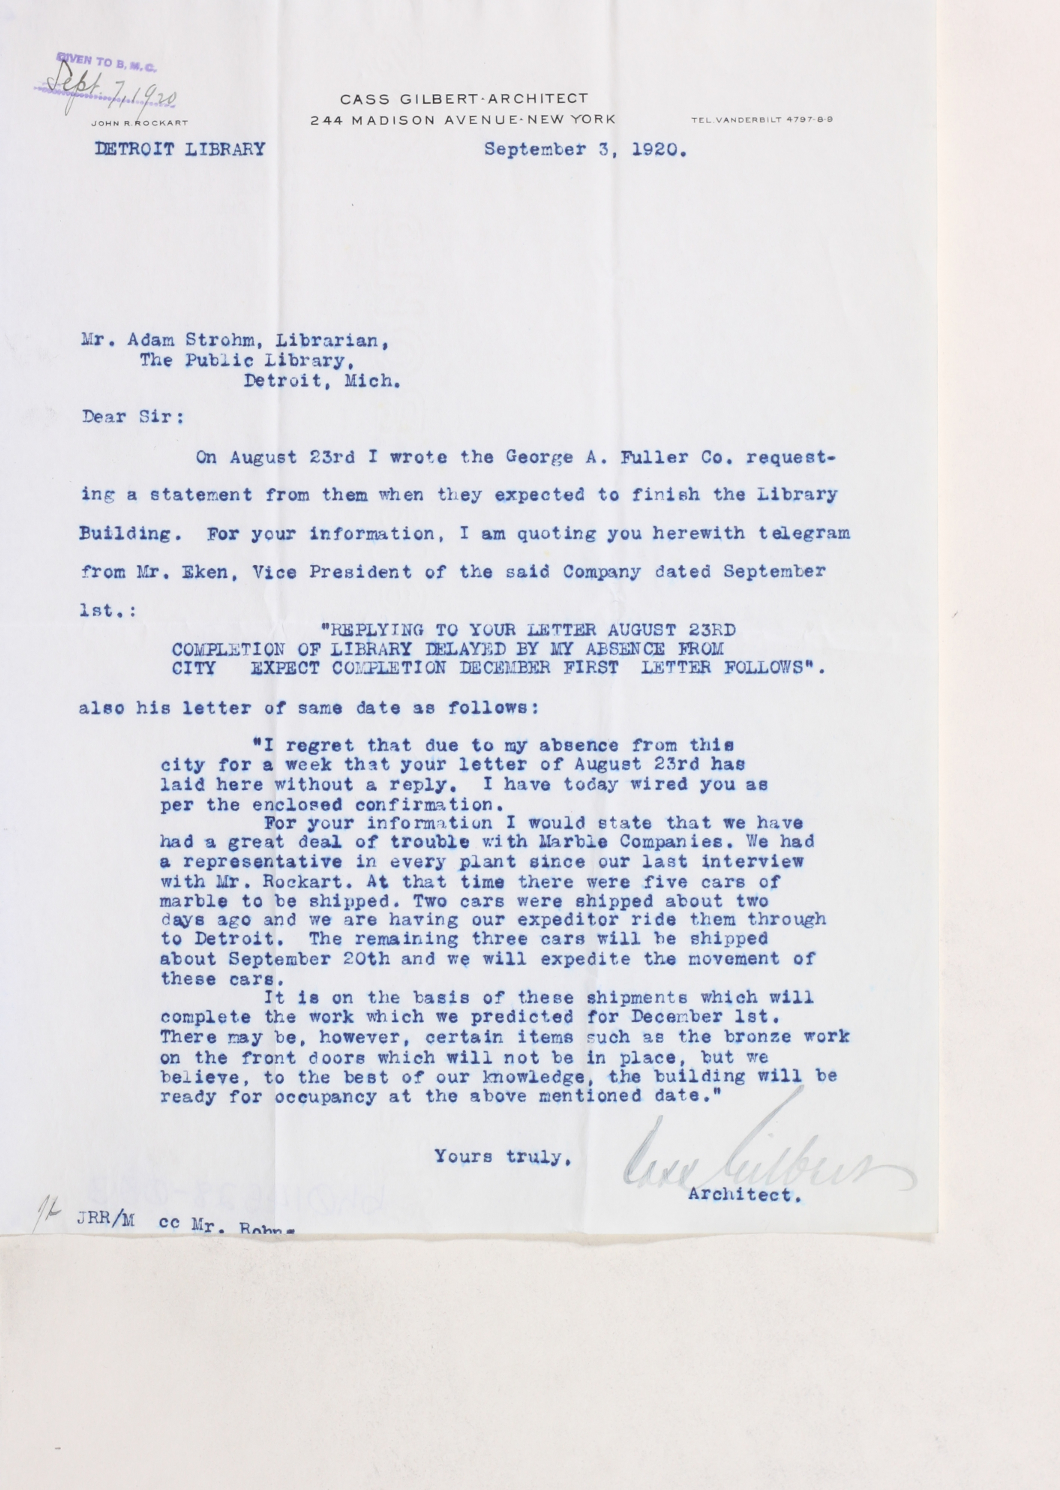 GIVEN TO B.M.C.
Sept. 7, 1920
CASS GILBERT·ARCHITECT
244 MADISON AVENUE·NEW YORK
JOHN R. ROCKART
TEL. VANDERBILT 4797-8-9
DETROIT LIBRARY September 3, 1920.
Mr. Adam Strohm, Librarian,
The Public Library,
Detroit, Mich.
Dear Sir:
On August 23rd I wrote the George A. Fuller Co. request-
ing a statement from them when they expected to finish the Library
Building. For your information, I am quoting you herewith telegram
from Mr. Eken, Vice President of the said Company dated September
1st.:
"REPLYING TO YOUR LETTER AUGUST 23RD
COMPLETION OF LIBRARY DELAYED BY MY ABSENCE FROM
CITY EXPECT COMPLETION DECEMBER FIRST LETTER FOLLOWS".
also his letter of same date as follows:
"I regret that due to my absence from this
city for a week that your letter of August 23rd has
laid here without a reply. I have today wired you as
per the enclosed confirmation.
For your information I would state that we have
had a great deal of trouble with Marble Companies. We had
a representative in every plant since our last interview
with Mr. Rockart. At that time there were five cars of
marble to be shipped. Two cars were shipped about two
days ago and we are having our expeditor ride them through
to Detroit. The remaining three cars will be shipped
about September 20th and we will expedite the movement of
these cars.
It is on the basis of these shipments which will
complete the work which we predicted for December 1st.
There may be, however, certain items such as the bronze work
on the front doors which will not be in place, but we
believe, to the best of our knowledge, the building will be
ready for occupancy at the above mentioned date."
Yours truly,
Cass Gilbert
Architect.
JRR/M cc Mr.